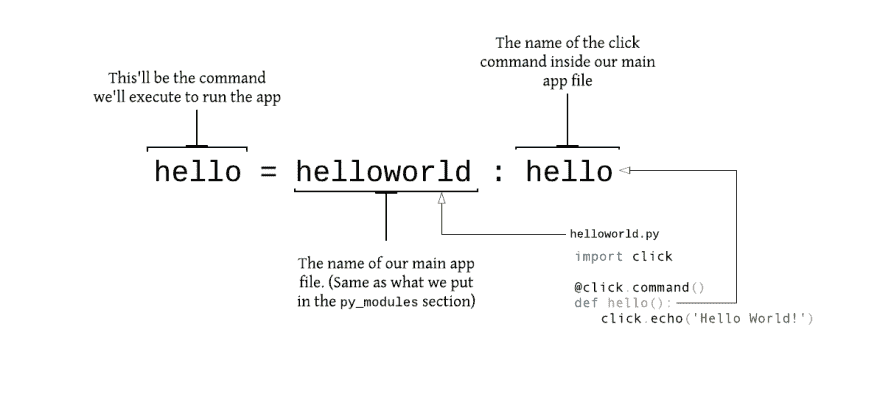 The name of the click
command inside our main
app file
This'll be the command
we'll execute to run the app
hello = helloworld : hello
helloworld.py
import click
@click.command()
def hello():
click.echo('Hello World!')
The name of our main app
file. (Same as what we put
in the py_modules section)